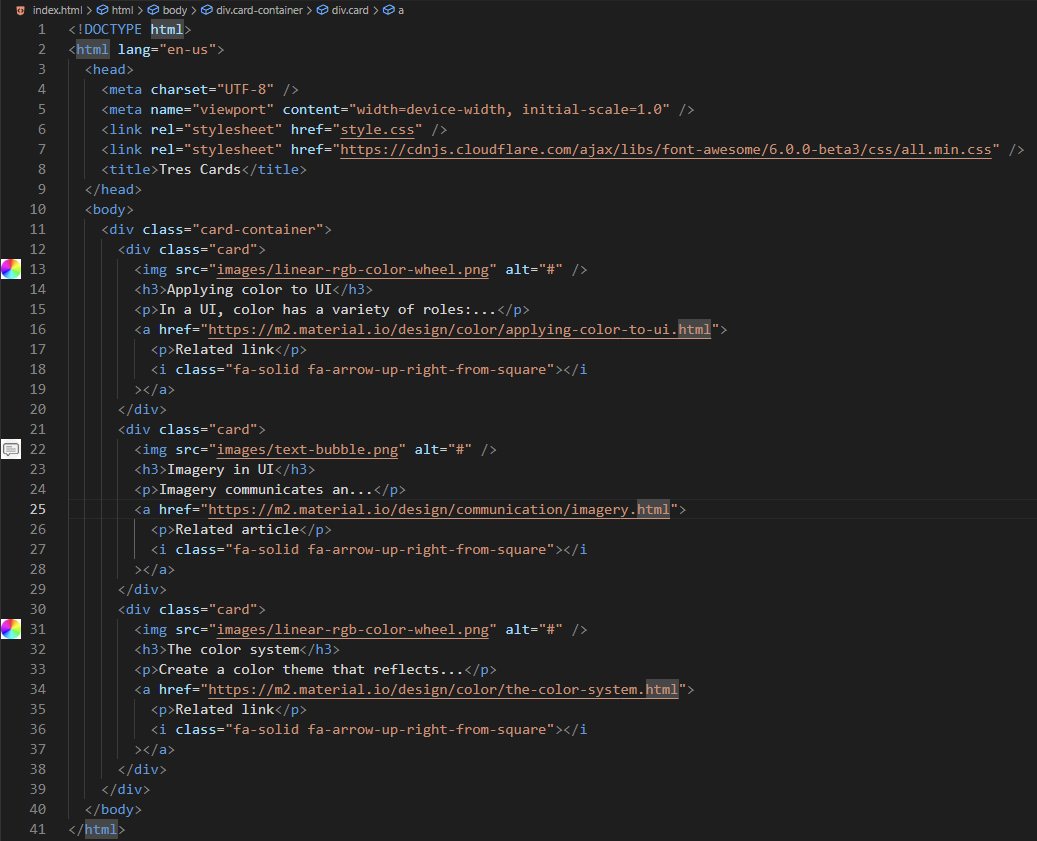 index.html > html > body > div.card-container > div.card > a
1 <!DOCTYPE html>
2 <html lang="en-us">
3   <head>
4     <meta charset="UTF-8" />
5     <meta name="viewport" content="width=device-width, initial-scale=1.0" />
6     <link rel="stylesheet" href="style.css" />
7     <link rel="stylesheet" href="https://cdnjs.cloudflare.com/ajax/libs/font-awesome/6.0.0-beta3/css/all.min.css" />
8     <title>Tres Cards</title>
9   </head>
10   <body>
11     <div class="card-container">
12       <div class="card">
13         <img src="images/linear-rgb-color-wheel.png" alt="#" />
14         <h3>Applying color to UI</h3>
15         <p>In a UI, color has a variety of roles:...</p>
16         <a href="https://m2.material.io/design/color/applying-color-to-ui.html">
17           <p>Related link</p>
18           <i class="fa-solid fa-arrow-up-right-from-square"></i
19         ></a>
20       </div>
21       <div class="card">
22         <img src="images/text-bubble.png" alt="#" />
23         <h3>Imagery in UI</h3>
24         <p>Imagery communicates an...</p>
25         <a href="https://m2.material.io/design/communication/imagery.html">
26           <p>Related article</p>
27           <i class="fa-solid fa-arrow-up-right-from-square"></i
28         ></a>
29       </div>
30       <div class="card">
31         <img src="images/linear-rgb-color-wheel.png" alt="#" />
32         <h3>The color system</h3>
33         <p>Create a color theme that reflects...</p>
34         <a href="https://m2.material.io/design/color/the-color-system.html">
35           <p>Related link</p>
36           <i class="fa-solid fa-arrow-up-right-from-square"></i
37         ></a>
38       </div>
39     </div>
40   </body>
41 </html>